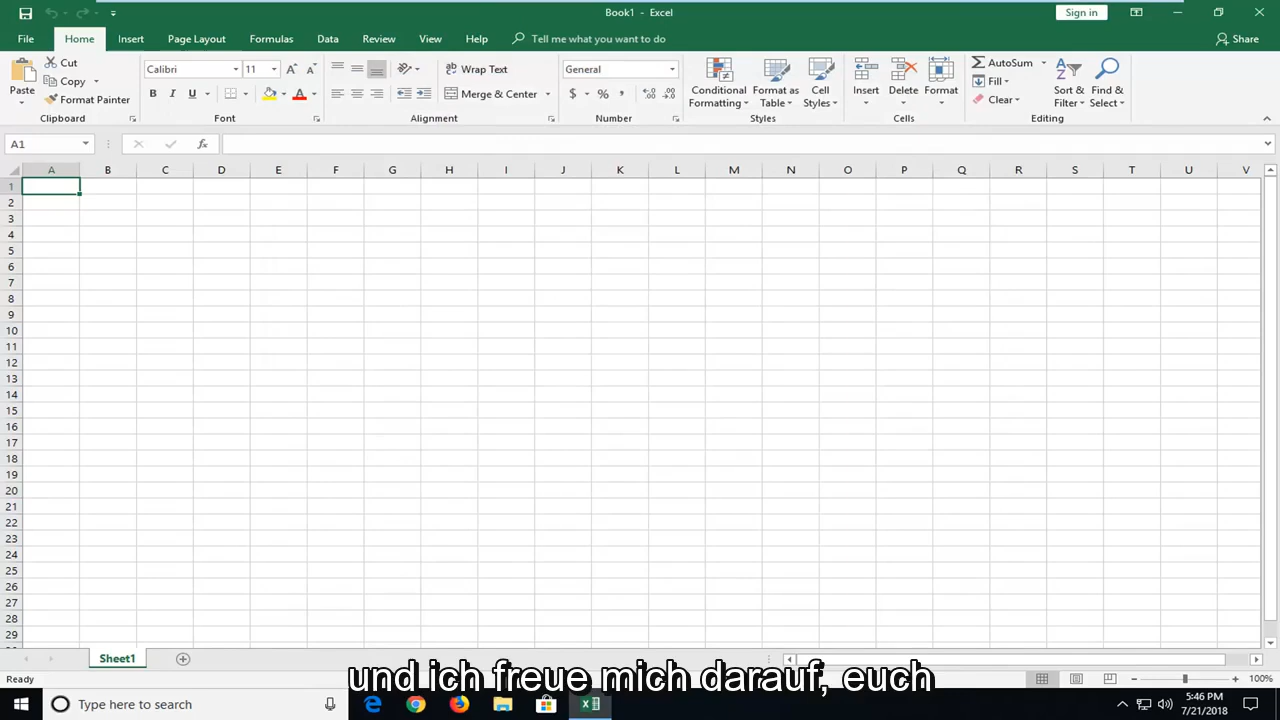 Book1 - Excel
Sign in
File Home Insert Page Layout Formulas Data Review View Help Tell me what you want to do Share
Paste
Cut
Copy
Format Painter
Clipboard
Calibri 11
B I U A
Font
Wrap Text
Merge & Center
Alignment
General
$ % ,
Number
Conditional Formatting
Format as Table
Cell Styles
Styles
Insert
Delete
Format
Cells
AutoSum
Fill
Clear
Sort & Filter
Find & Select
Editing
A1 fx
A B C D E F G H I J K L M N O P Q R S T U V
1
2
3
4
5
6
7
8
9
10
11
12
13
14
15
16
17
18
19
20
21
22
23
24
25
26
27
28
29
Sheet1
Ready
100%
und ich freue mich darauf, euch
Type here to search
5:46 PM
7/21/2018